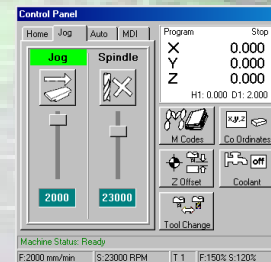 Control Panel
Home Jog Auto MDI
Jog Spindle
2000 23000
Program Stop
X 0.000
Y 0.000
Z 0.000
H1: 0.000 D1: 2.000
M Codes
x,y,z
Co Ordinates
Z Offset
off
Coolant
Tool Change
Machine Status: Ready
F:2000 mm/min S:23000 RPM T 1 F:150% S:120%